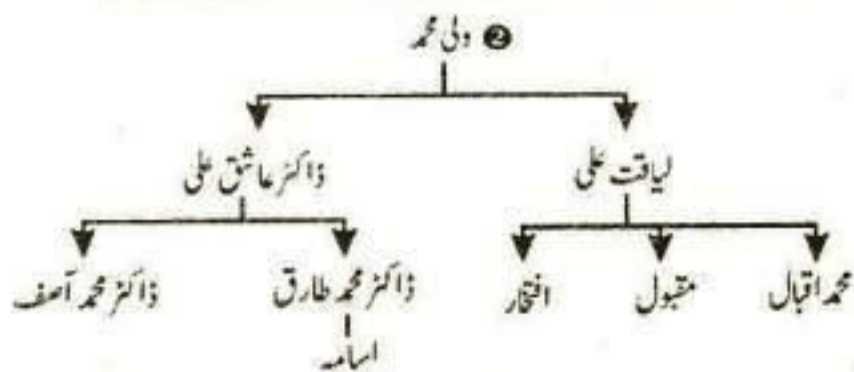 ❷ ولی محمد
لیاقت علی ڈاکٹر عاشق علی
محمد اقبال مقبول افتخار ڈاکٹر محمد طارق ڈاکٹر محمد آصف
اسامہ